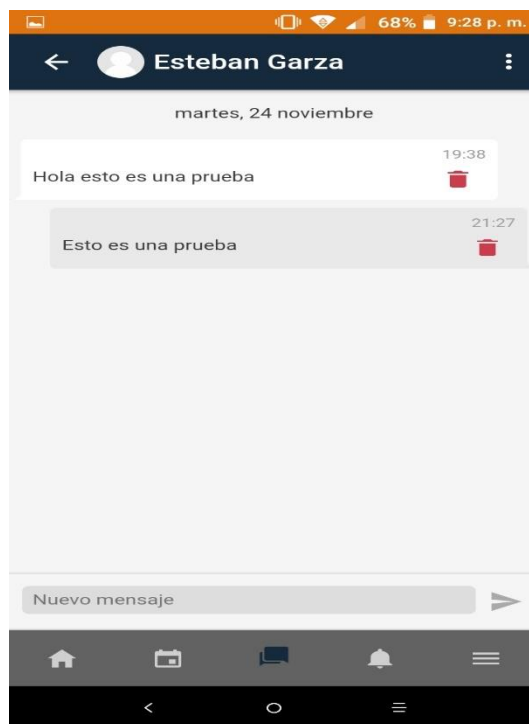 68% 9:28 p. m.
Esteban Garza
martes, 24 noviembre
19:38
Hola esto es una prueba
21:27
Esto es una prueba
Nuevo mensaje